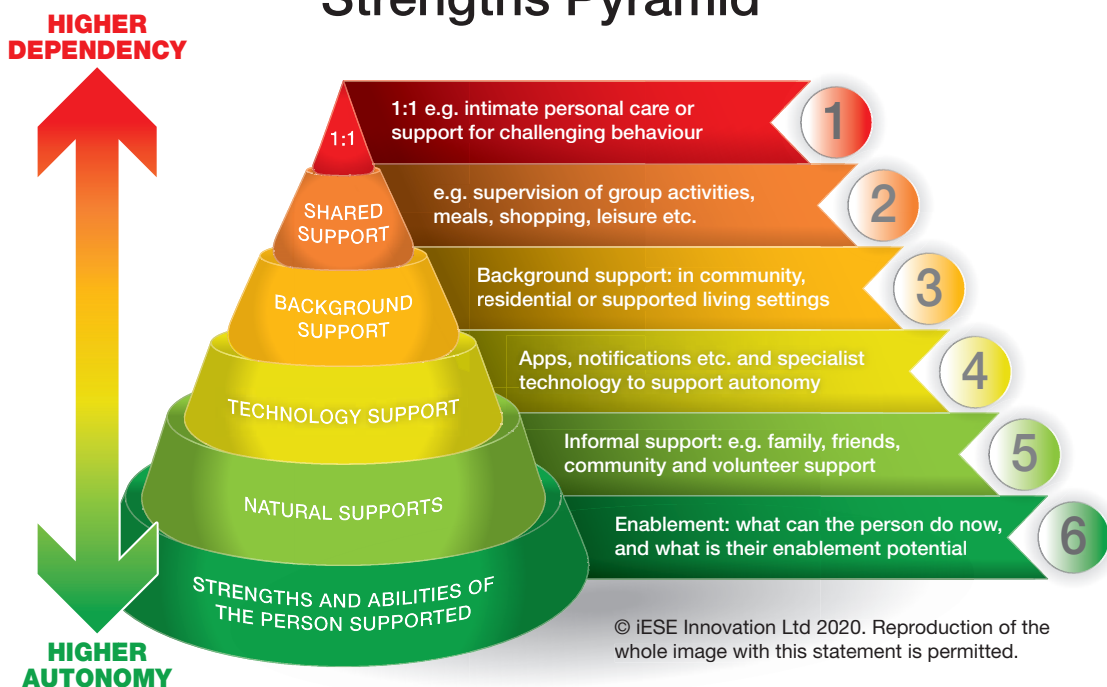 Strengths Pyramid
HIGHER
DEPENDENCY
1:1
1:1 e.g. intimate personal care or
support for challenging behaviour
1
SHARED
SUPPORT
e.g. supervision of group activities,
meals, shopping, leisure etc.
2
BACKGROUND
SUPPORT
Background support: in community,
residential or supported living settings
3
TECHNOLOGY SUPPORT
Apps, notifications etc. and specialist
technology to support autonomy
4
NATURAL SUPPORTS
Informal support: e.g. family, friends,
community and volunteer support
5
STRENGTHS AND ABILITIES OF
THE PERSON SUPPORTED
Enablement: what can the person do now,
and what is their enablement potential
6
HIGHER
AUTONOMY
© iESE Innovation Ltd 2020. Reproduction of the
whole image with this statement is permitted.